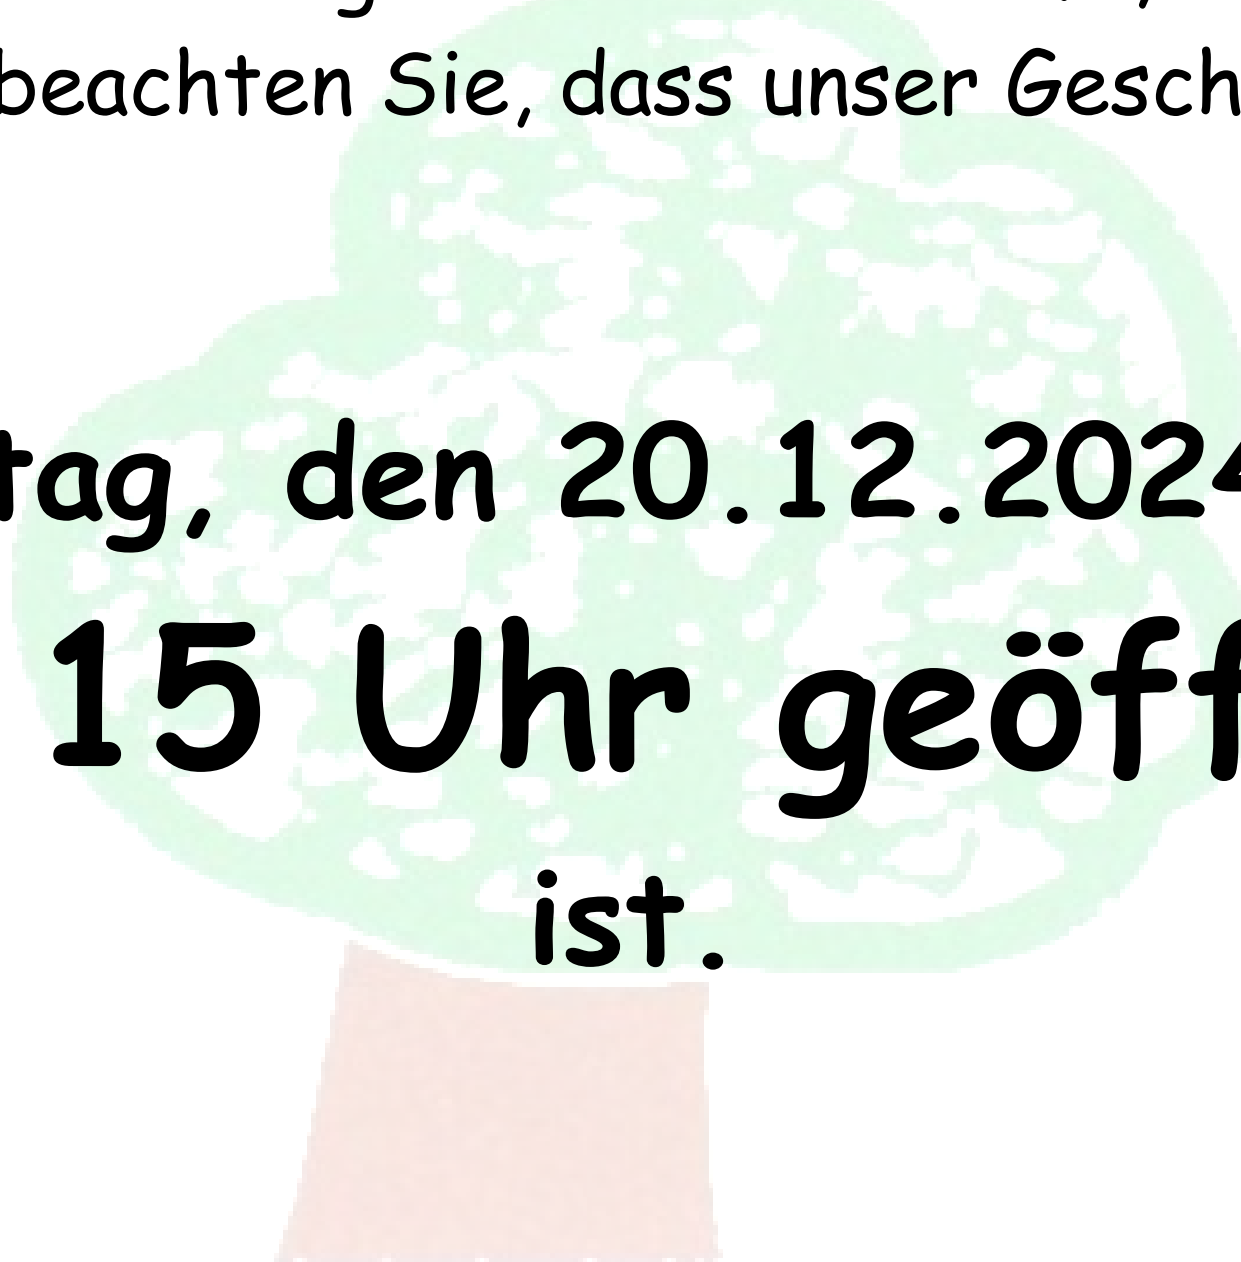 beachten Sie, dass unser Gesch
tag, den 20.12.2024
15 Uhr geöff
ist.